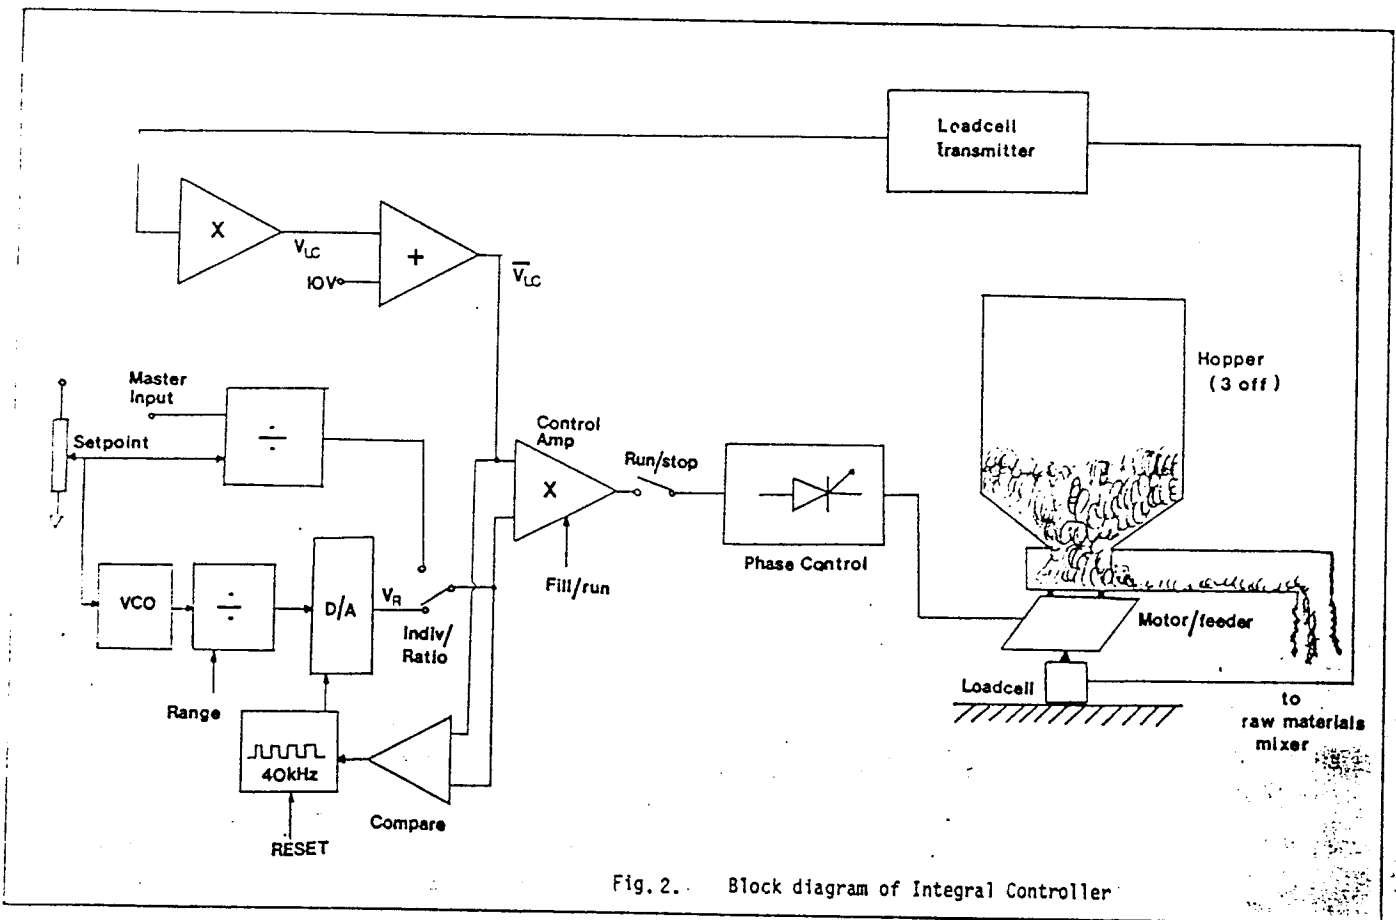 Loadcell
transmitter
X
V_LC
10V
+
V̅_LC
Hopper
(3 off)
Master
Input
÷
Setpoint
Control
Amp
X
Run/stop
Phase Control
Fill/run
VCO
÷
D/A
V_R
Indiv/
Ratio
Motor/feeder
Loadcell
Range
to
raw materials
mixer
40kHz
Compare
RESET
Fig. 2. Block diagram of Integral Controller